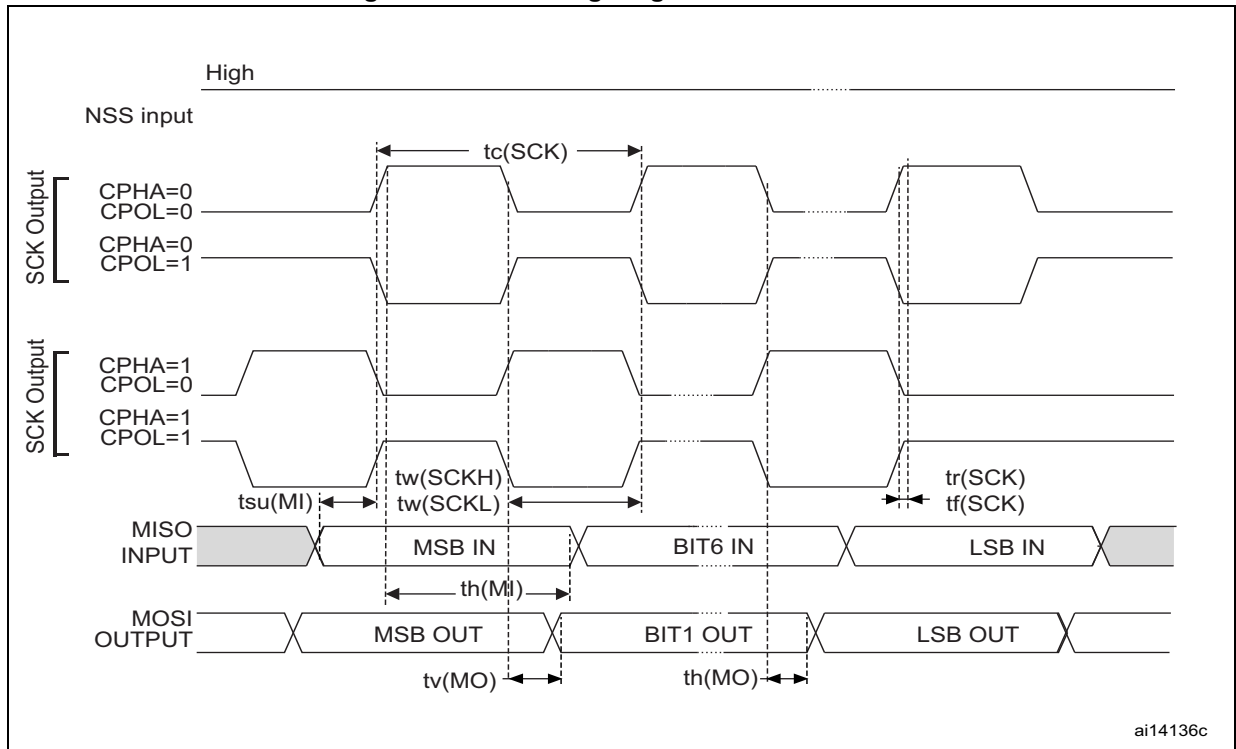 High
NSS input
tc(SCK)
SCK Output
CPHA=0
CPOL=0
CPHA=0
CPOL=1
SCK Output
CPHA=1
CPOL=0
CPHA=1
CPOL=1
tw(SCKH)
tw(SCKL)
tr(SCK)
tf(SCK)
tsu(MI)
MISO
INPUT
MSB IN
BIT6 IN
LSB IN
th(MI)
MOSI
OUTPUT
MSB OUT
BIT1 OUT
LSB OUT
tv(MO)
th(MO)
ai14136c